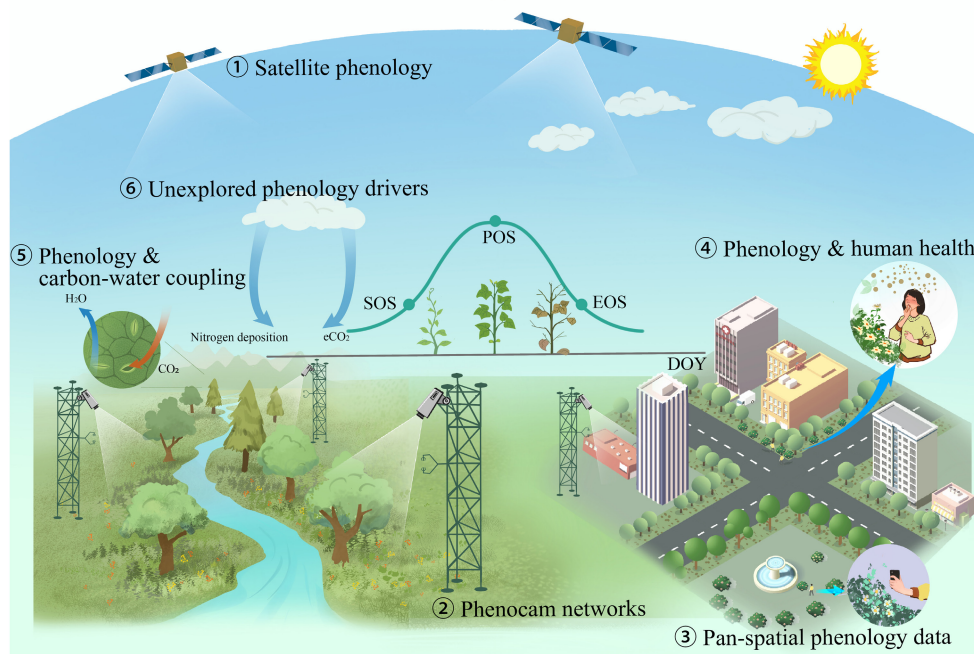 ① Satellite phenology
⑥ Unexplored phenology drivers
⑤ Phenology &
carbon-water coupling
④ Phenology & human health
POS
SOS
EOS
H₂O
Nitrogen deposition
eCO₂
CO₂
DOY
② Phenocam networks
③ Pan-spatial phenology data